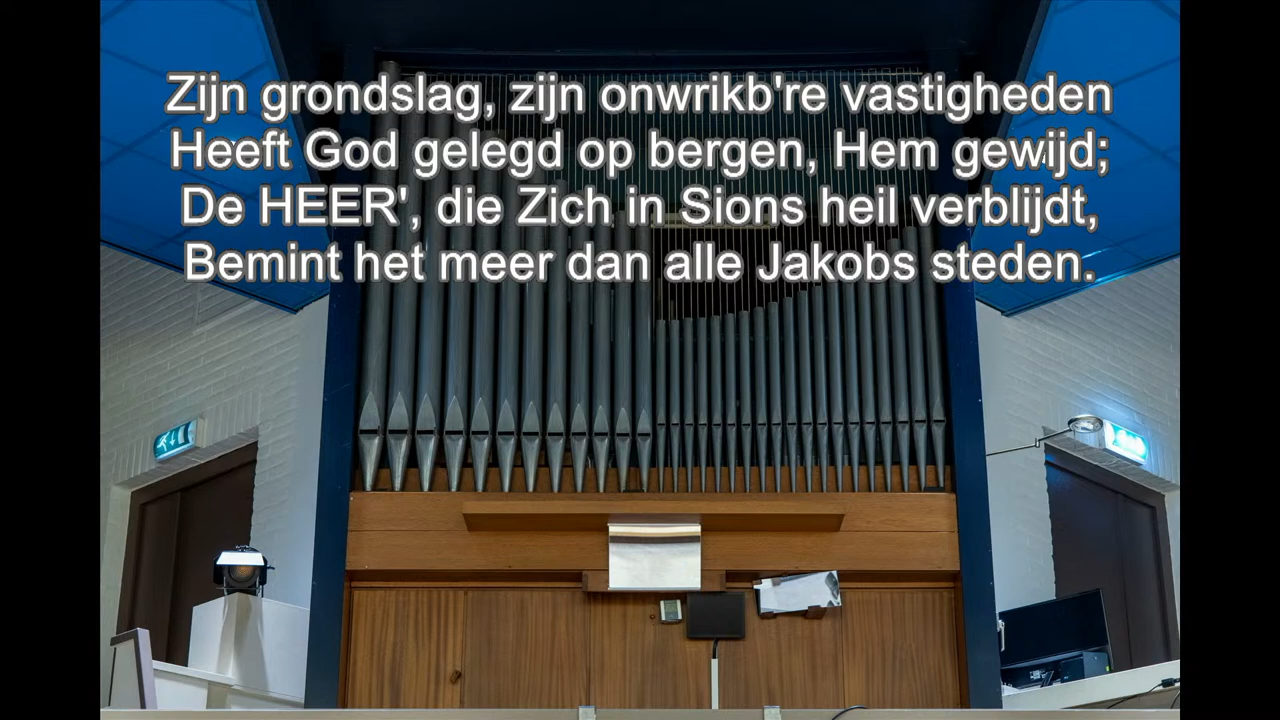 Zijn grondslag, zijn onwrikb're vastigheden
Heeft God gelegd op bergen, Hem gewijd;
De HEER', die Zich in Sions heil verblijdt,
Bemint het meer dan alle Jakobs steden.